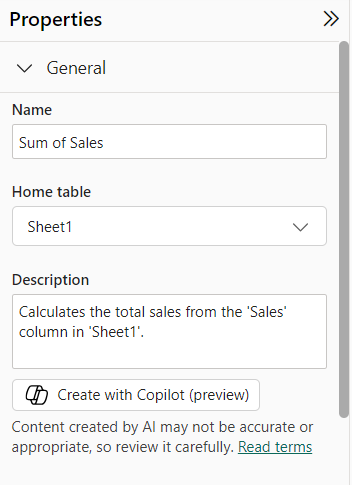 Properties
General
Name
Sum of Sales
Home table
Sheet1
Description
Calculates the total sales from the 'Sales'
column in 'Sheet1'.
Create with Copilot (preview)
Content created by AI may not be accurate or
appropriate, so review it carefully. Read terms